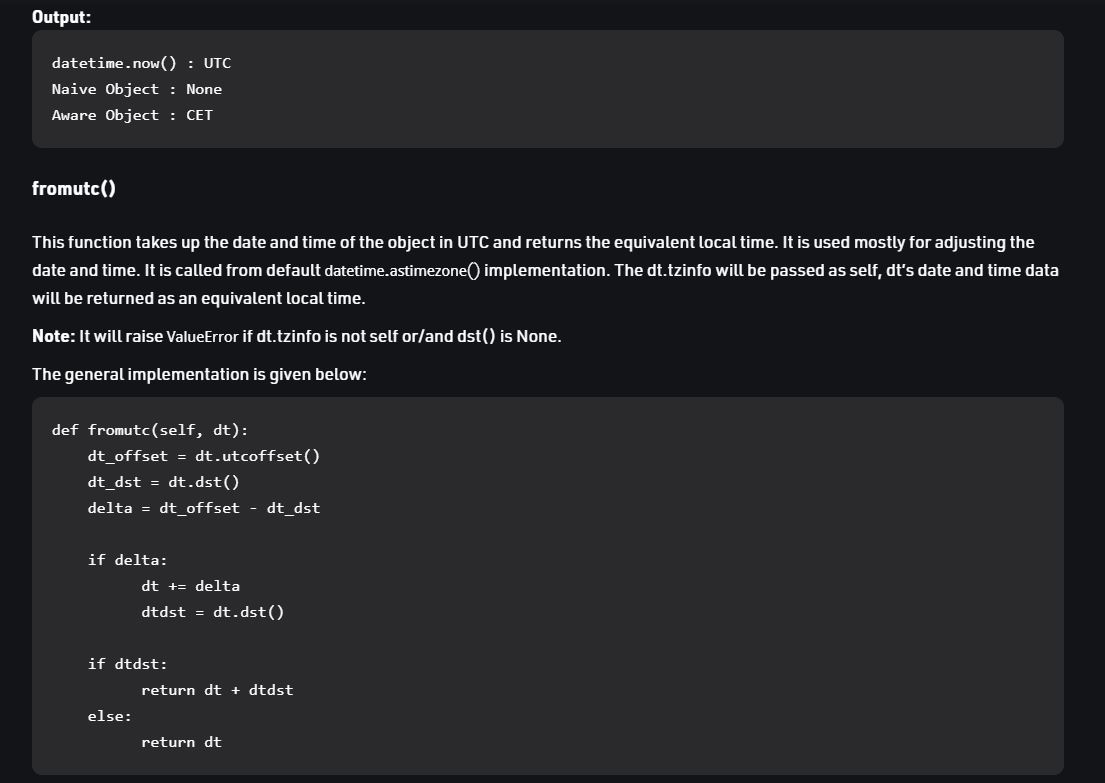 Output:
datetime.now() : UTC
Naive Object : None
Aware Object : CET
fromutc()
This function takes up the date and time of the object in UTC and returns the equivalent local time. It is used mostly for adjusting the
date and time. It is called from default datetime.astimezone() implementation. The dt.tzinfo will be passed as self, dt's date and time data
will be returned as an equivalent local time.
Note: It will raise ValueError if dt.tzinfo is not self or/and dst() is None.
The general implementation is given below:
def fromutc(self, dt):
    dt_offset = dt.utcoffset()
    dt_dst = dt.dst()
    delta = dt_offset - dt_dst
    if delta:
          dt += delta
          dtdst = dt.dst()
    if dtdst:
          return dt + dtdst
    else:
          return dt